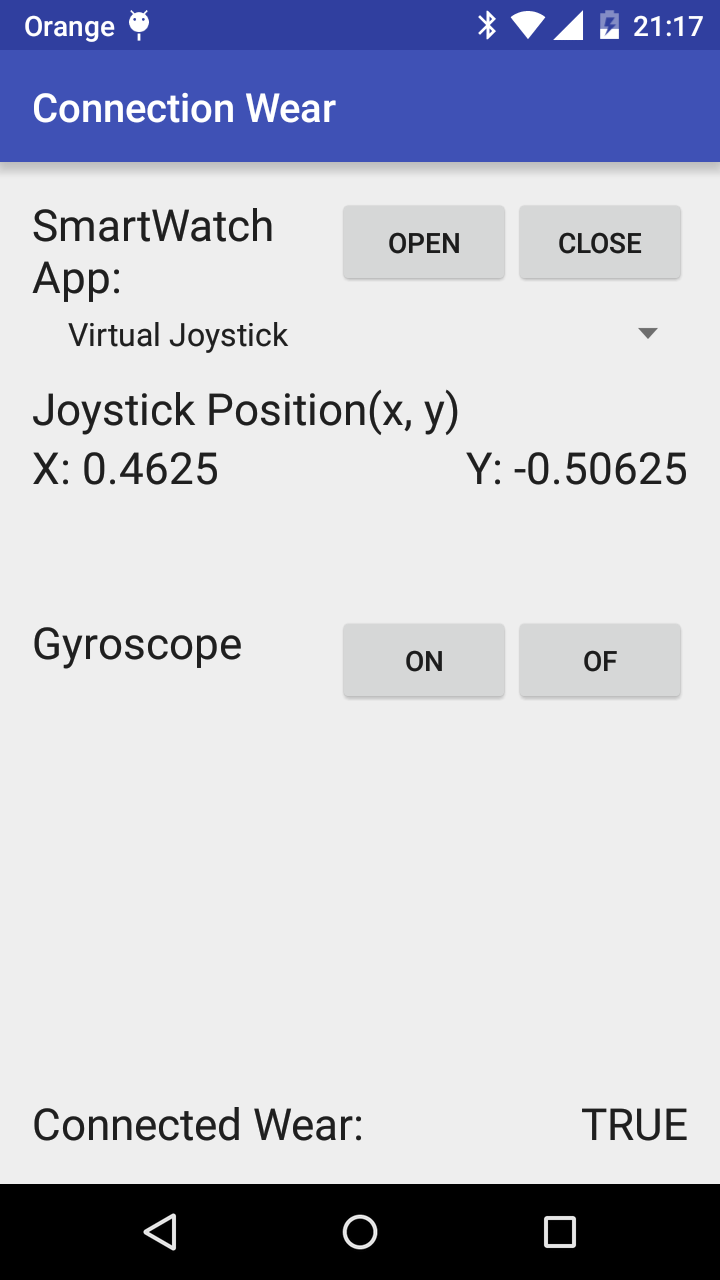 Orange 21:17
Connection Wear
SmartWatch App:
OPEN CLOSE
Virtual Joystick
Joystick Position(x, y)
X: 0.4625 Y: -0.50625
Gyroscope ON OF
Connected Wear: TRUE